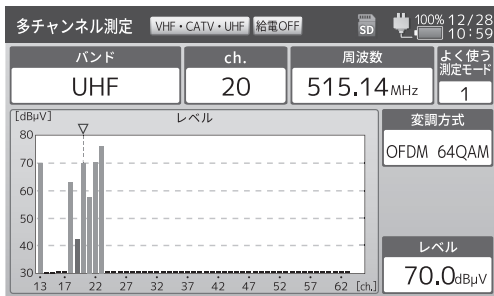 多チャンネル測定 VHF・CATV・UHF 給電OFF SD 100% 12/28
10:59
バンド ch. 周波数 よく使う
測定モード
UHF 20 515.14MHz 1
[dBμV] レベル 変調方式
80
OFDM 64QAM
70
60
50
40
レベル
30
70.0dBμV
13 17 22 27 32 37 42 47 52 57 62 [ch.]